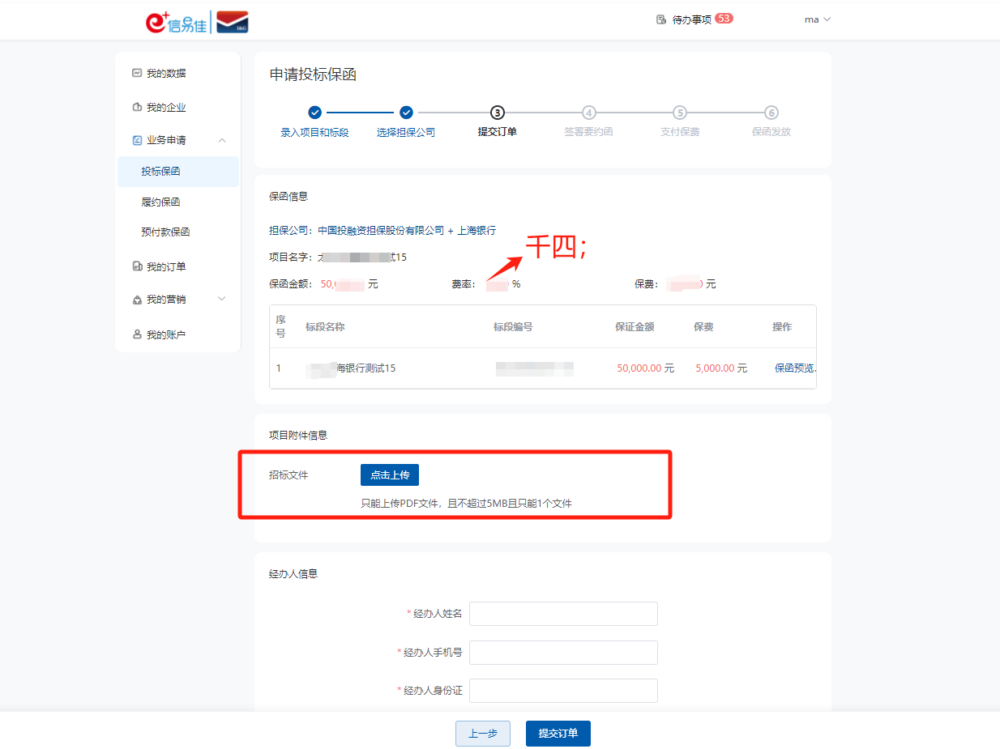 e+信易佳 I&G
待办事项 53
ma
我的数据
我的企业
业务申请
投标保函
履约保函
预付款保函
我的订单
我的营销
我的账户
申请投标保函
3 4 5 6
录入项目和标段 选择担保公司 提交订单 签署要约函 支付保费 保函发放
保函信息
担保公司：中国投融资担保股份有限公司 + 上海银行
千四；
项目名字： 试15
保函金额： 50, 元 费率： % 保费： 元
序号 标段名称 标段编号 保证金额 保费 操作
1 海银行测试15 50,000.00 元 5,000.00 元 保函预览
项目附件信息
招标文件 点击上传
只能上传PDF文件，且不超过5MB且只能1个文件
经办人信息
* 经办人姓名
* 经办人手机号
* 经办人身份证
上一步 提交订单